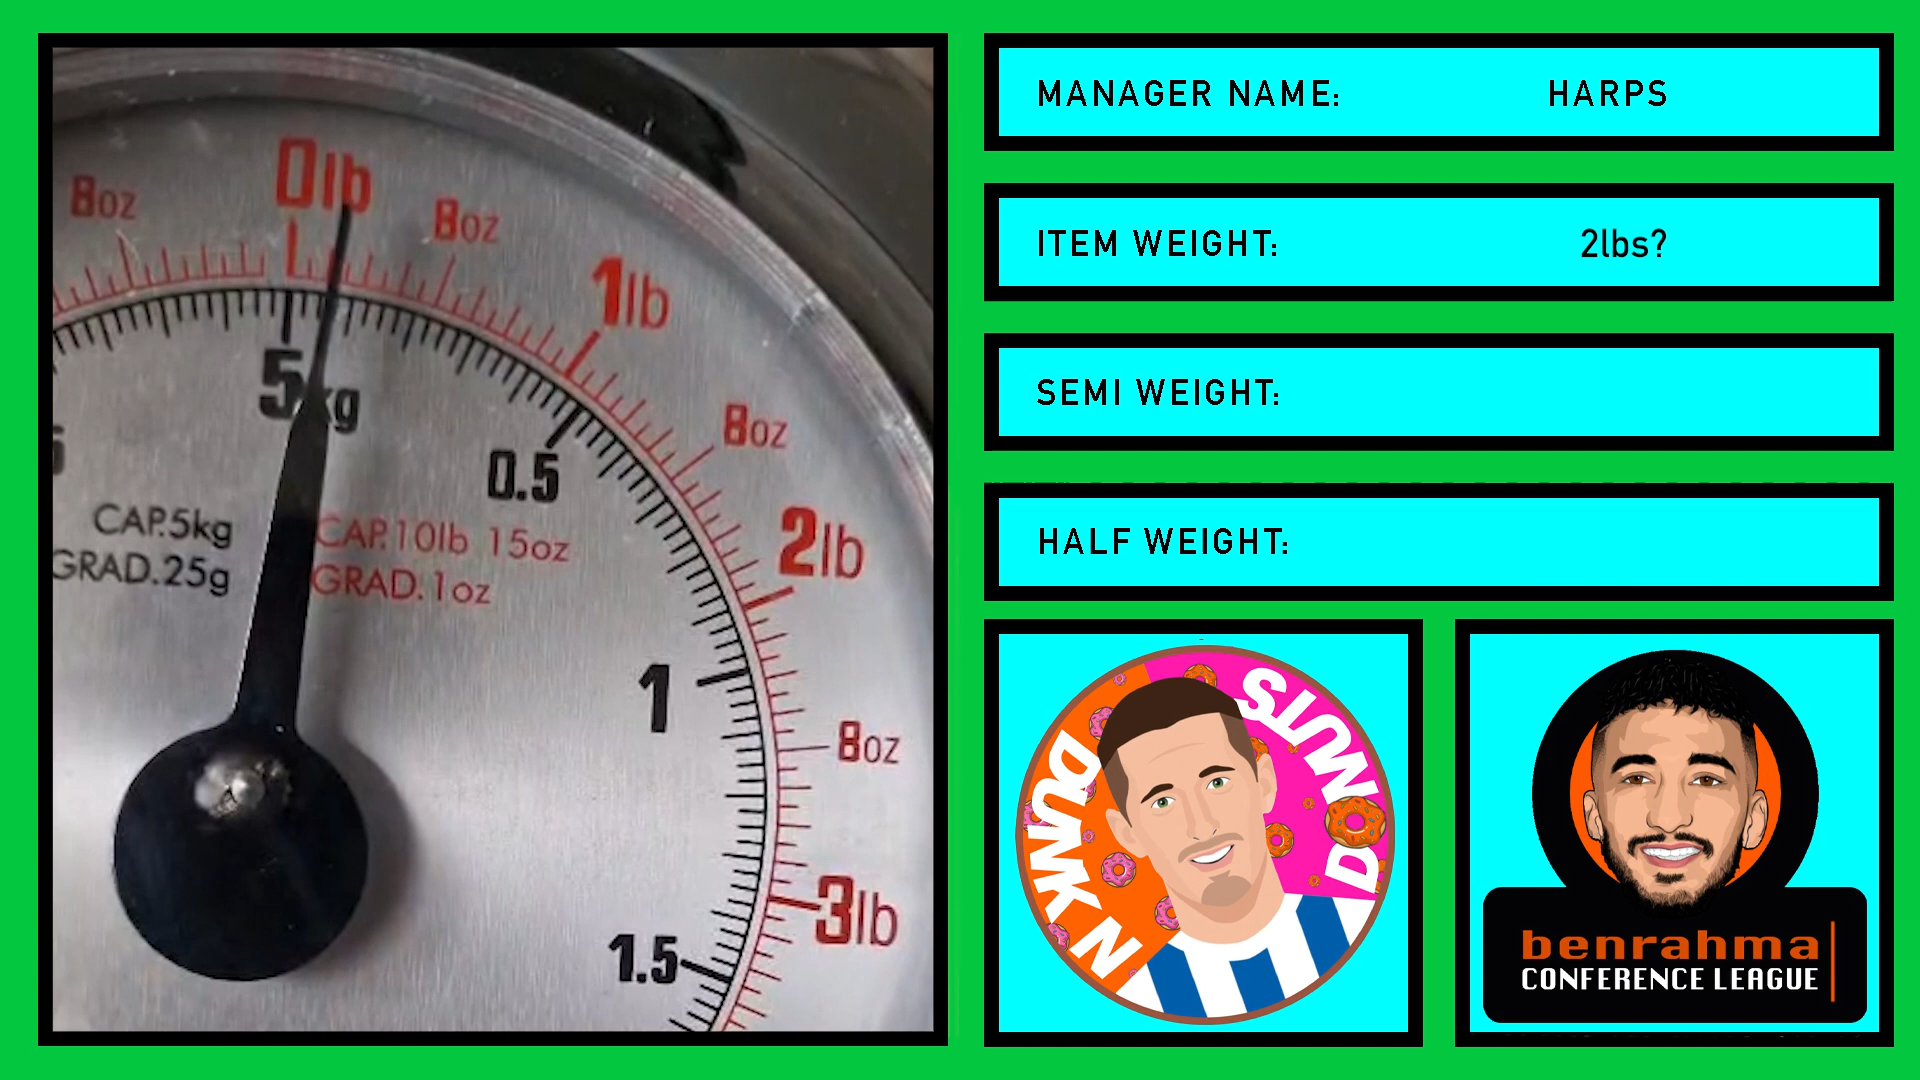 0lb
8oz
8oz
1lb
5kg
8oz
0.5
CAP.5kg
CAP.10lb 15oz
GRAD.25g
GRAD.1oz
2lb
1
8oz
3lb
1.5
MANAGER NAME: HARPS
ITEM WEIGHT: 2lbs?
SEMI WEIGHT:
HALF WEIGHT:
DUNK N
DONUTS
benrahma
CONFERENCE LEAGUE